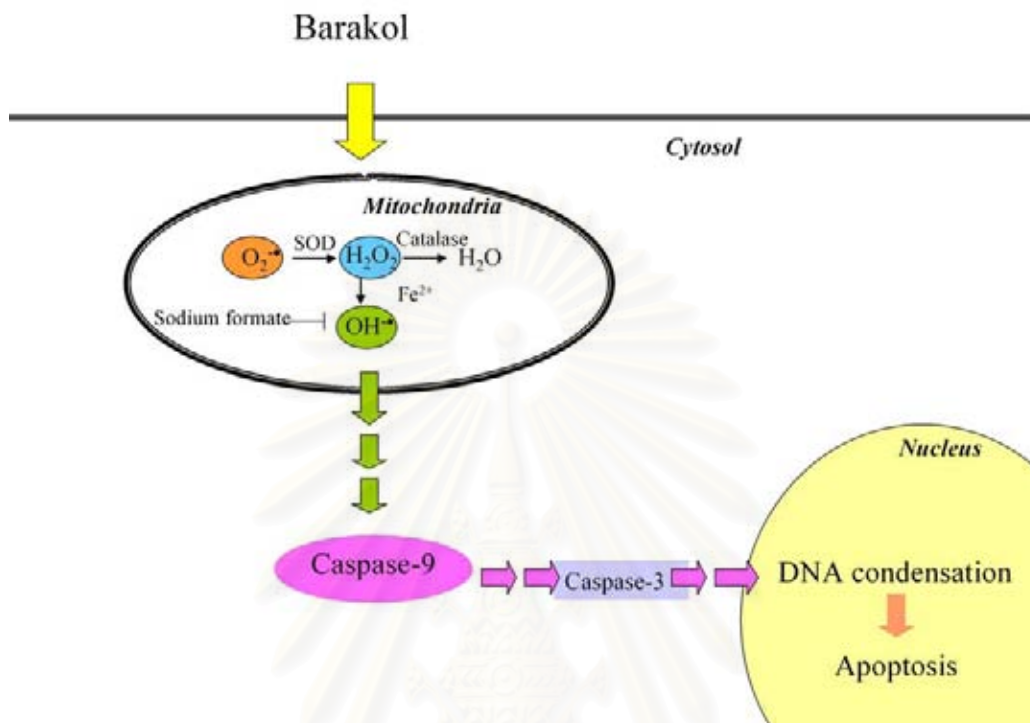 Barakol
Cytosol
Mitochondria
O₂•
SOD
H₂O₂
Catalase
H₂O
Fe²⁺
Sodium formate
OH•
Caspase-9
Caspase-3
Nucleus
DNA condensation
Apoptosis